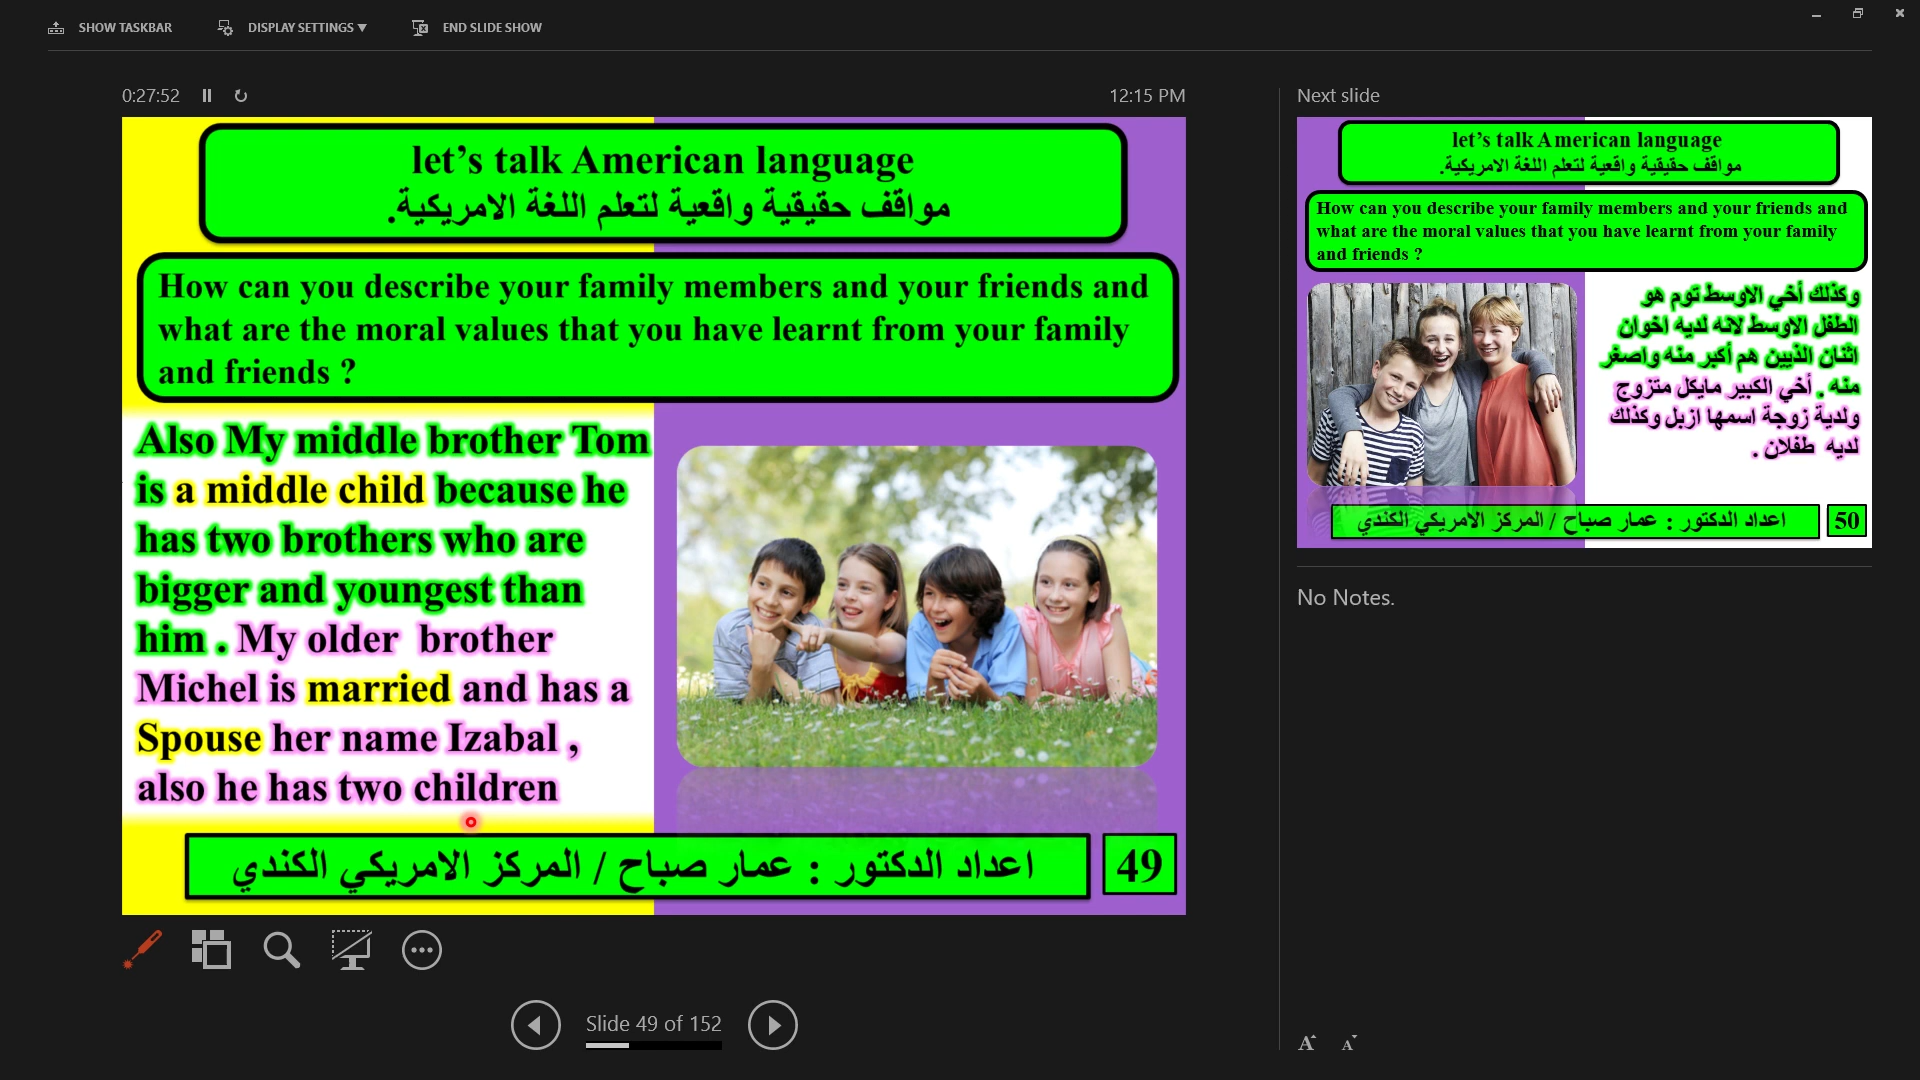 SHOW TASKBAR
DISPLAY SETTINGS
END SLIDE SHOW
0:27:52
12:15 PM
let’s talk American language
مواقف حقيقية واقعية لتعلم اللغة الامريكية.
How can you describe your family members and your friends and
what are the moral values that you have learnt from your family
and friends ?
Also My middle brother Tom
is a middle child because he
has two brothers who are
bigger and youngest than
him . My older brother
Michel is married and has a
Spouse her name Izabal ,
also he has two children
اعداد الدكتور : عمار صباح / المركز الامريكي الكندي
49
Slide 49 of 152
Next slide
let’s talk American language
مواقف حقيقية واقعية لتعلم اللغة الامريكية.
How can you describe your family members and your friends and
what are the moral values that you have learnt from your family
and friends ?
وكذلك أخي الاوسط توم هو
الطفل الاوسط لانه لديه اخوان
اثنان الذيين هم أكبر منه واصغر
منه . أخي الكبير مايكل متزوج
ولدية زوجة اسمها ازبل وكذلك
لديه طفلان .
اعداد الدكتور : عمار صباح / المركز الامريكي الكندي
50
No Notes.
A A